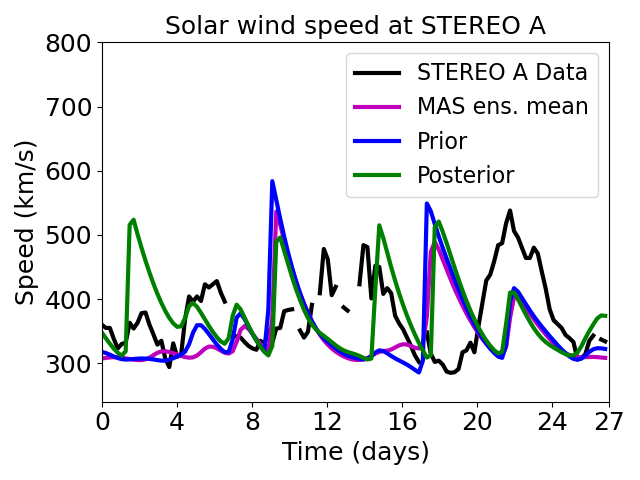 Solar wind speed at STEREO A
800
700
600
500
400
300
Speed (km/s)
STEREO A Data
MAS ens. mean
Prior
Posterior
0 4 8 12 16 20 24 27
Time (days)